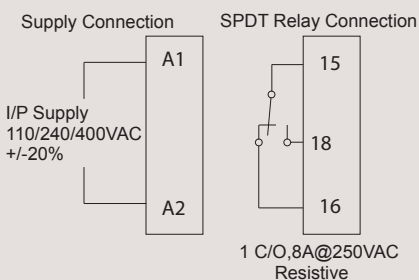 Supply Connection
SPDT Relay Connection
A1
I/P Supply
110/240/400VAC
+/-20%
A2
15
18
16
1 C/O,8A@250VAC
Resistive